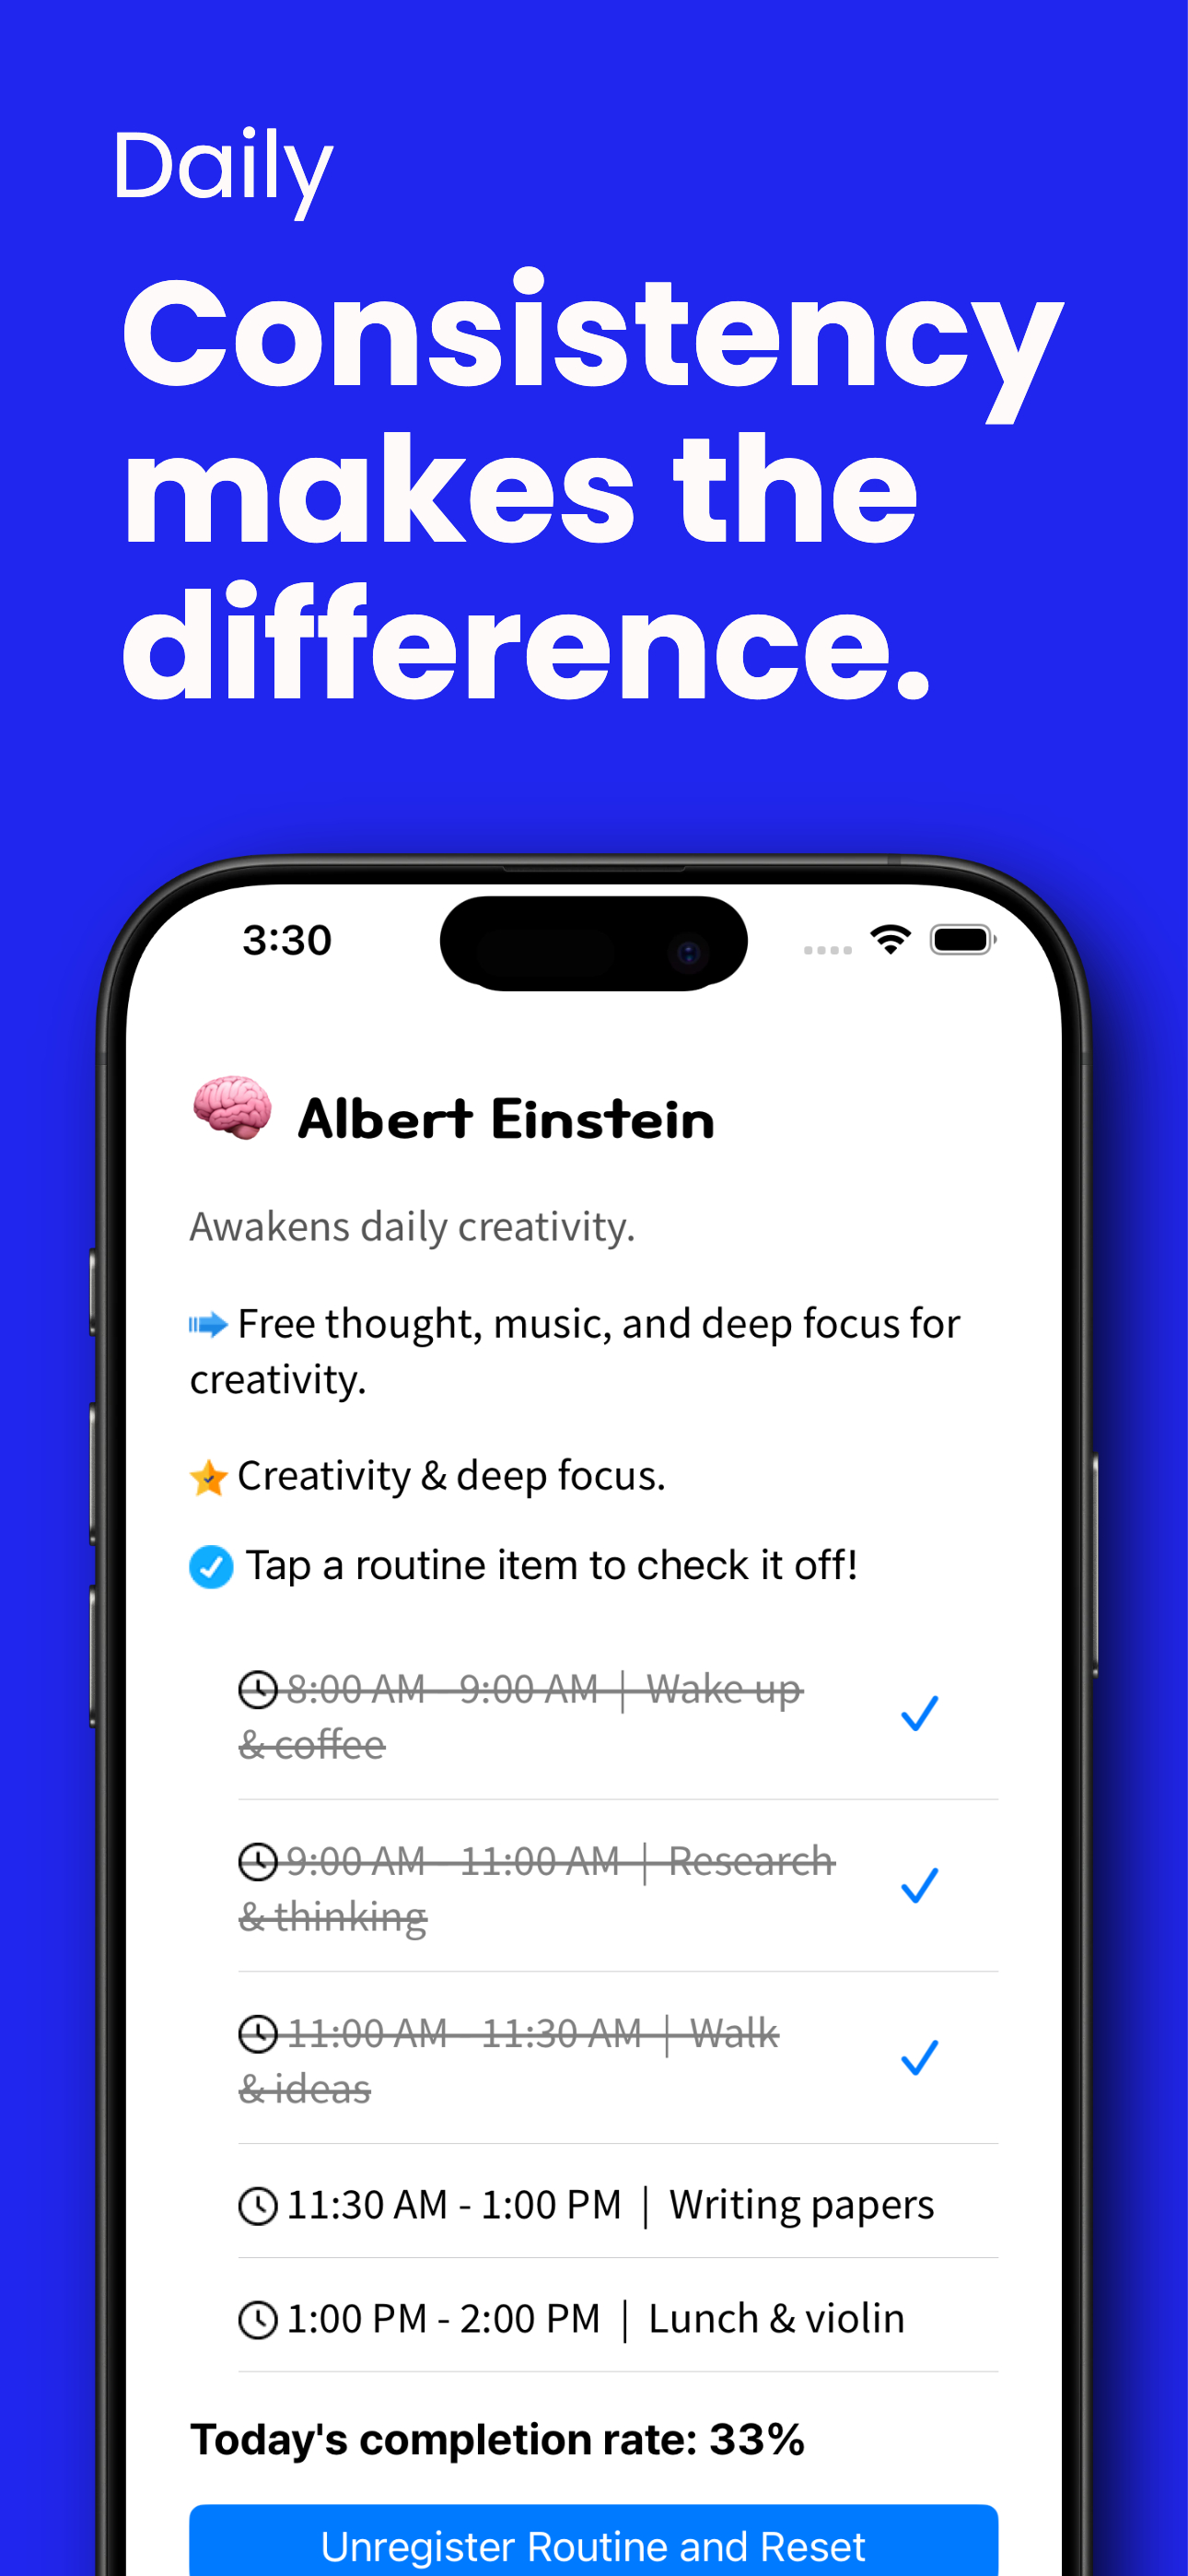 Daily
Consistency
makes the
difference.
3:30
Albert Einstein
Awakens daily creativity.
Free thought, music, and deep focus for
creativity.
Creativity & deep focus.
Tap a routine item to check it off!
8:00 AM - 9:00 AM | Wake up
& coffee
9:00 AM - 11:00 AM | Research
& thinking
11:00 AM - 11:30 AM | Walk
& ideas
11:30 AM - 1:00 PM | Writing papers
1:00 PM - 2:00 PM | Lunch & violin
Today's completion rate: 33%
Unregister Routine and Reset